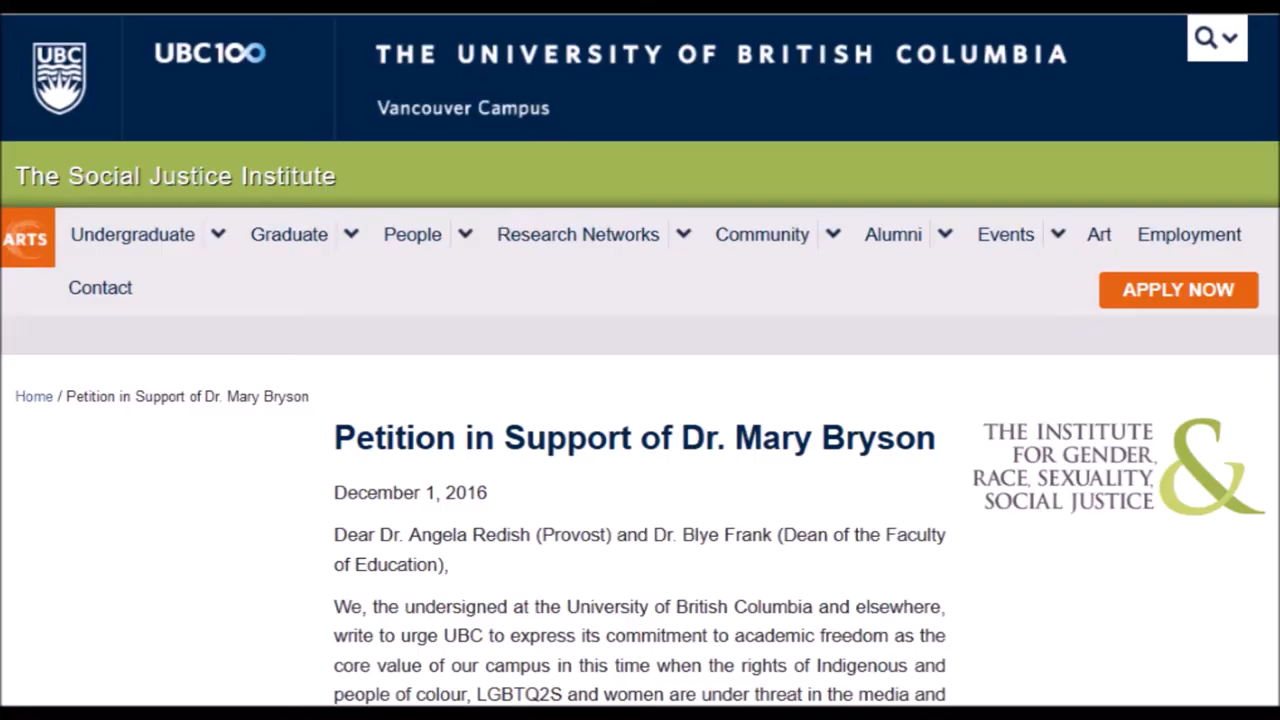 UBC
UBC100
THE UNIVERSITY OF BRITISH COLUMBIA
Vancouver Campus
The Social Justice Institute
ARTS
Undergraduate Graduate People Research Networks Community Alumni Events Art Employment
Contact
APPLY NOW
Home / Petition in Support of Dr. Mary Bryson
Petition in Support of Dr. Mary Bryson
THE INSTITUTE
FOR GENDER,
RACE, SEXUALITY,
SOCIAL JUSTICE
&
December 1, 2016
Dear Dr. Angela Redish (Provost) and Dr. Blye Frank (Dean of the Faculty
of Education),
We, the undersigned at the University of British Columbia and elsewhere,
write to urge UBC to express its commitment to academic freedom as the
core value of our campus in this time when the rights of Indigenous and
people of colour, LGBTQ2S and women are under threat in the media and